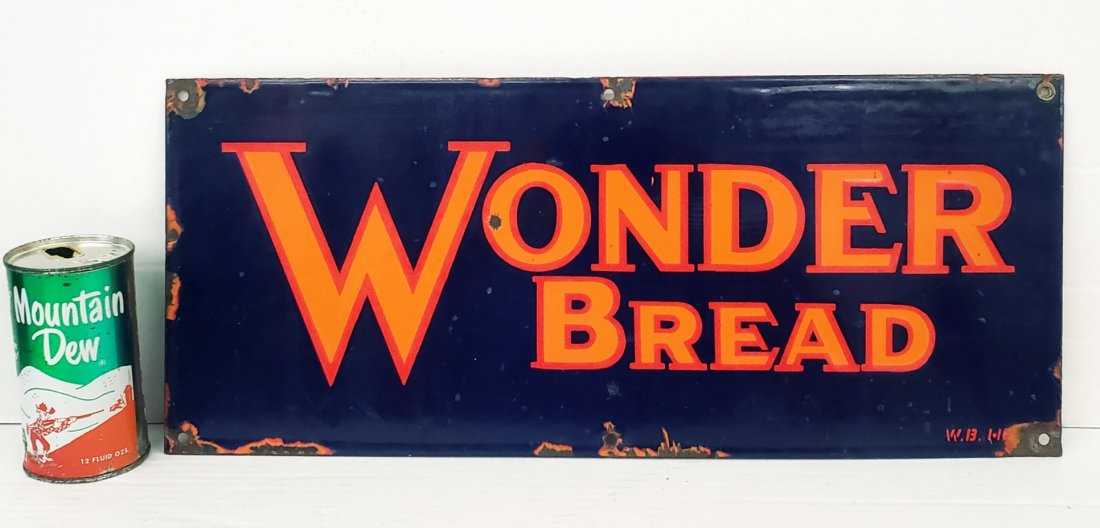 WONDER
BREAD
W.B.
Mountain
Dew
12 FLUID OZS.